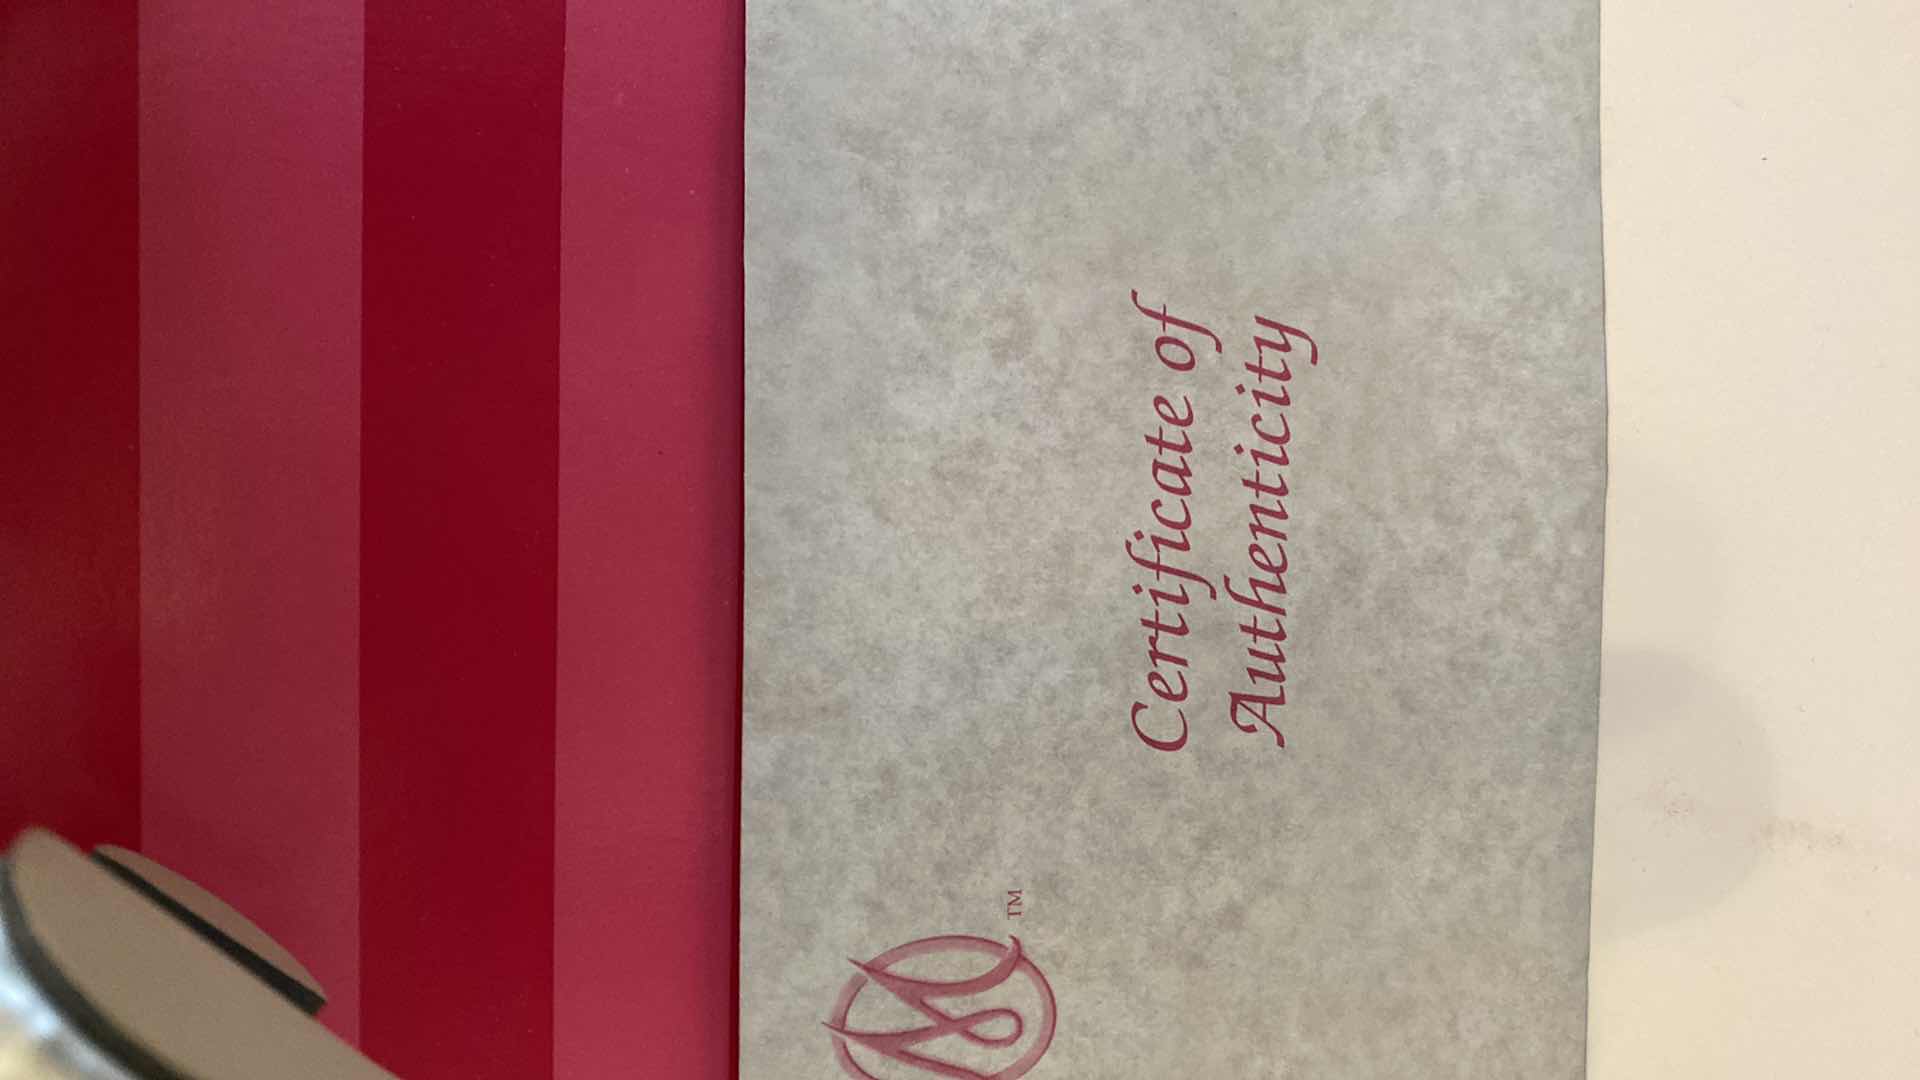 Certificate of
Authenticity
TM